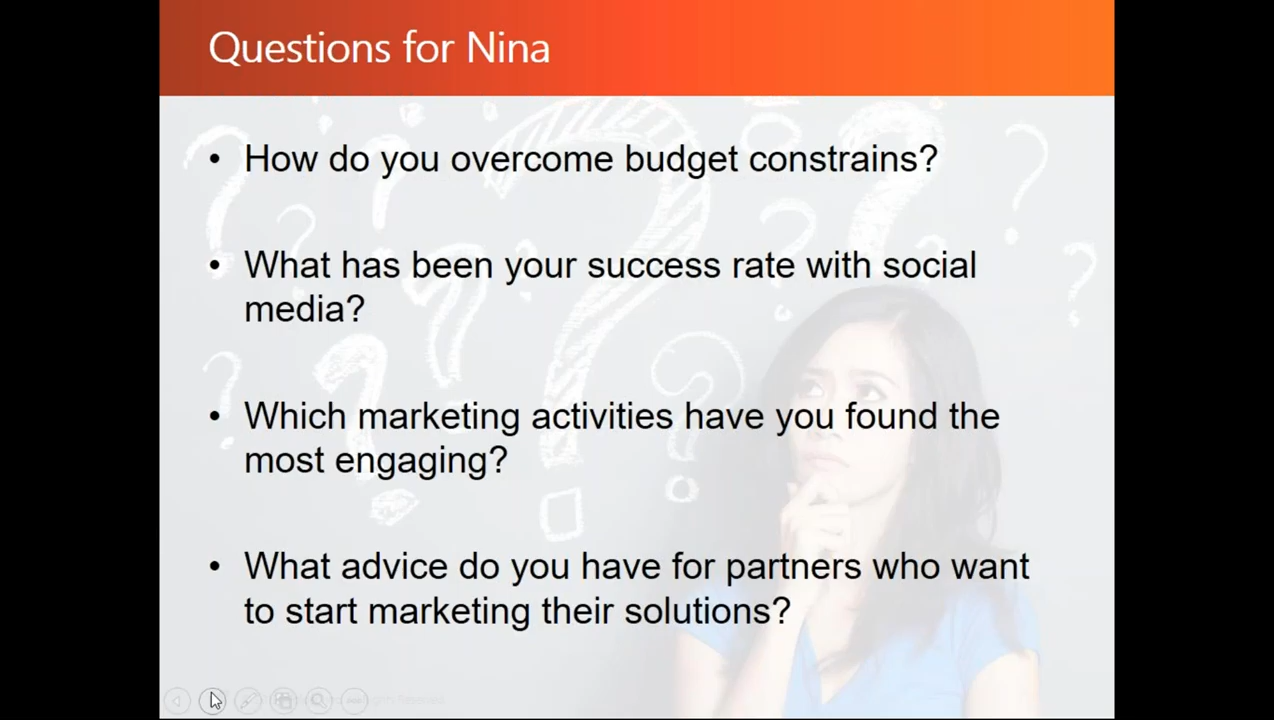 Questions for Nina
• How do you overcome budget constrains?
• What has been your success rate with social
media?
• Which marketing activities have you found the
most engaging?
• What advice do you have for partners who want
to start marketing their solutions?